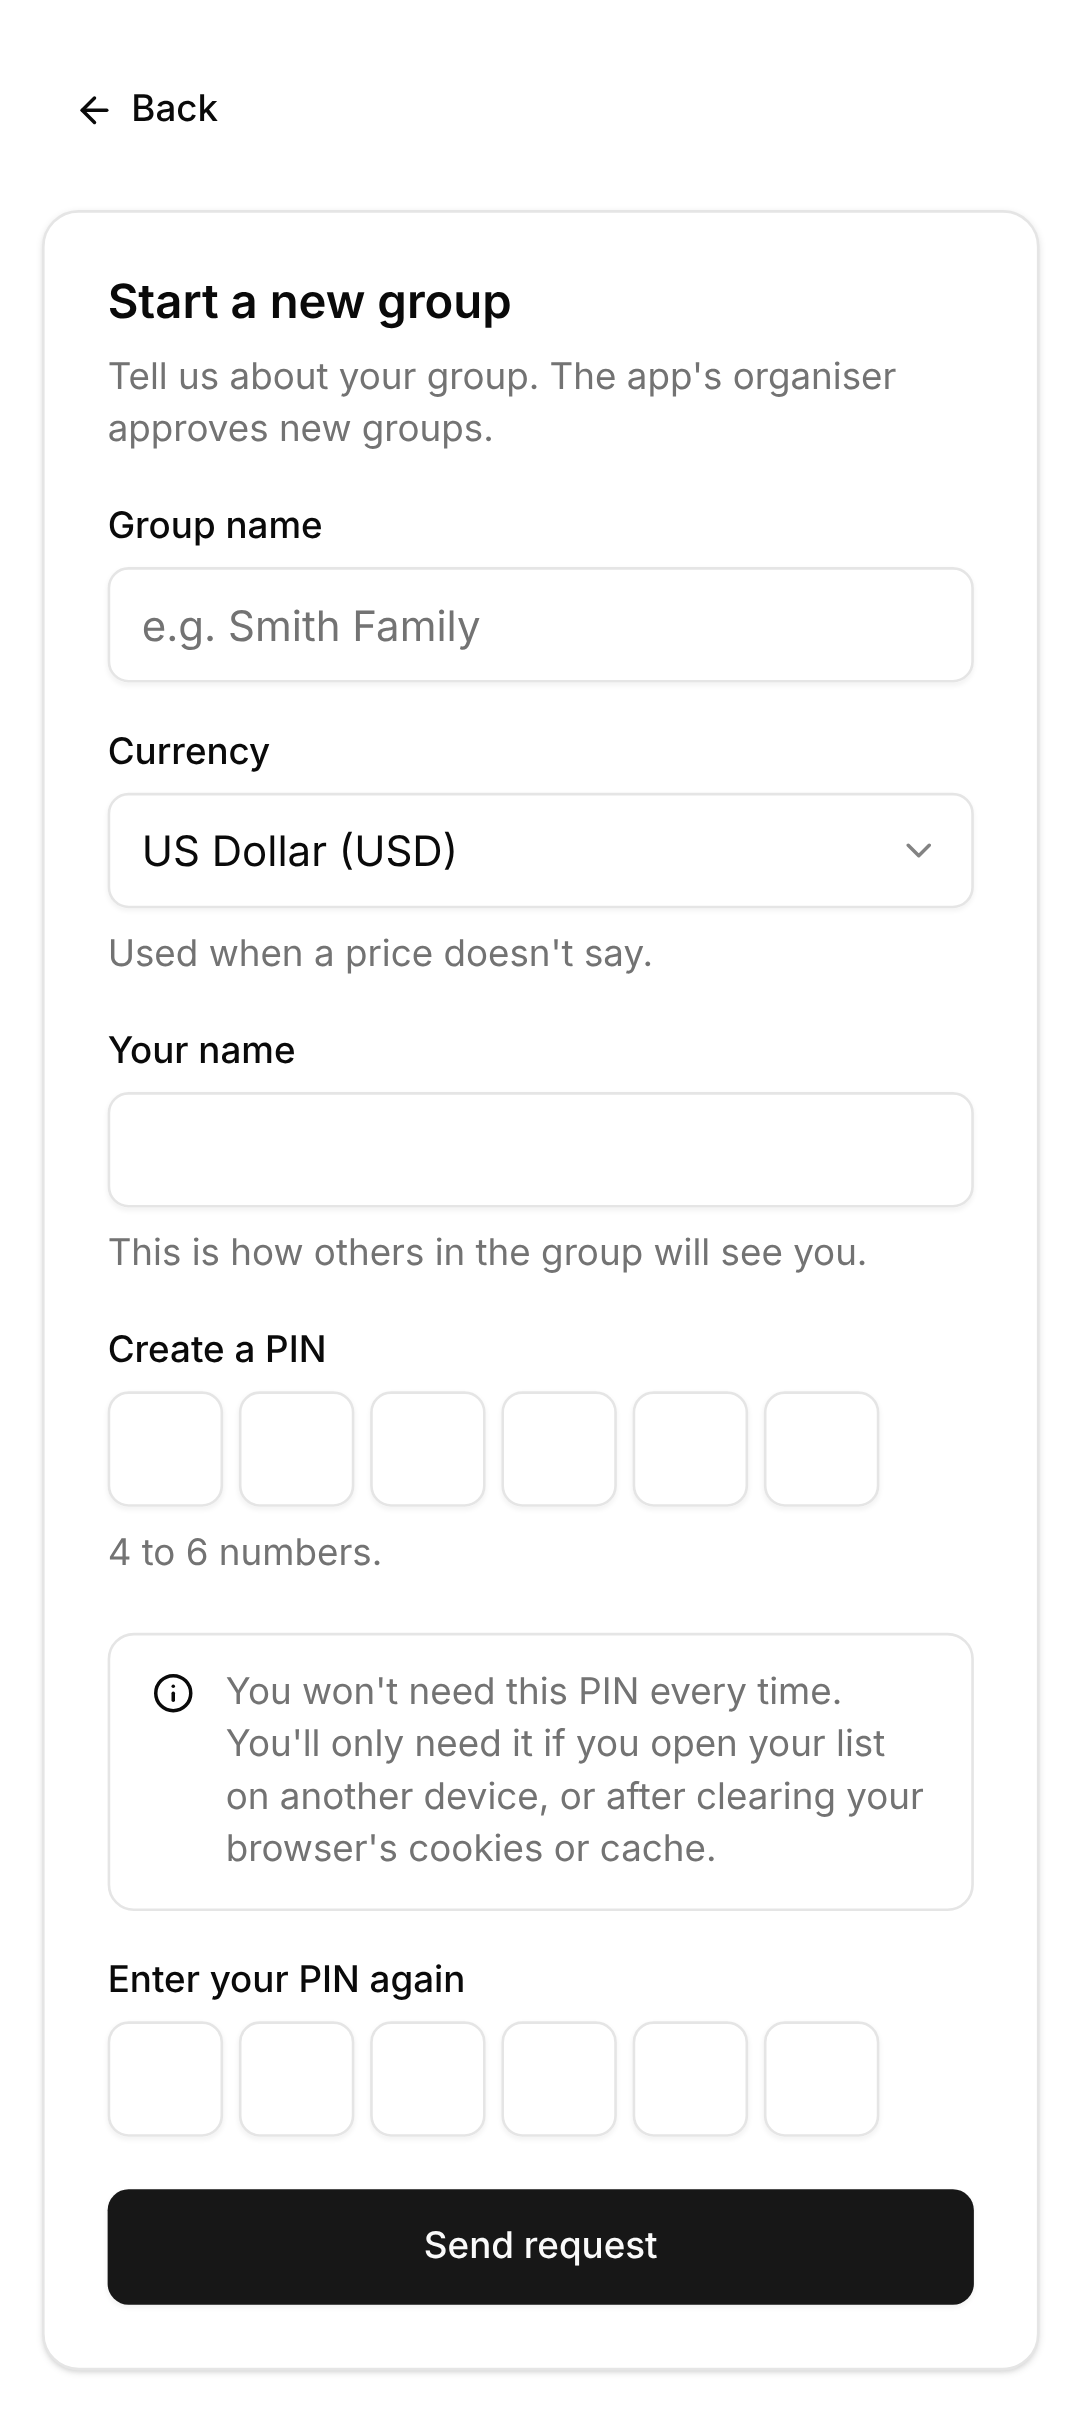 Back
Start a new group
Tell us about your group. The app's organiser
approves new groups.
Group name
e.g. Smith Family
Currency
US Dollar (USD)
Used when a price doesn't say.
Your name
This is how others in the group will see you.
Create a PIN
4 to 6 numbers.
You won't need this PIN every time.
You'll only need it if you open your list
on another device, or after clearing your
browser's cookies or cache.
Enter your PIN again
Send request